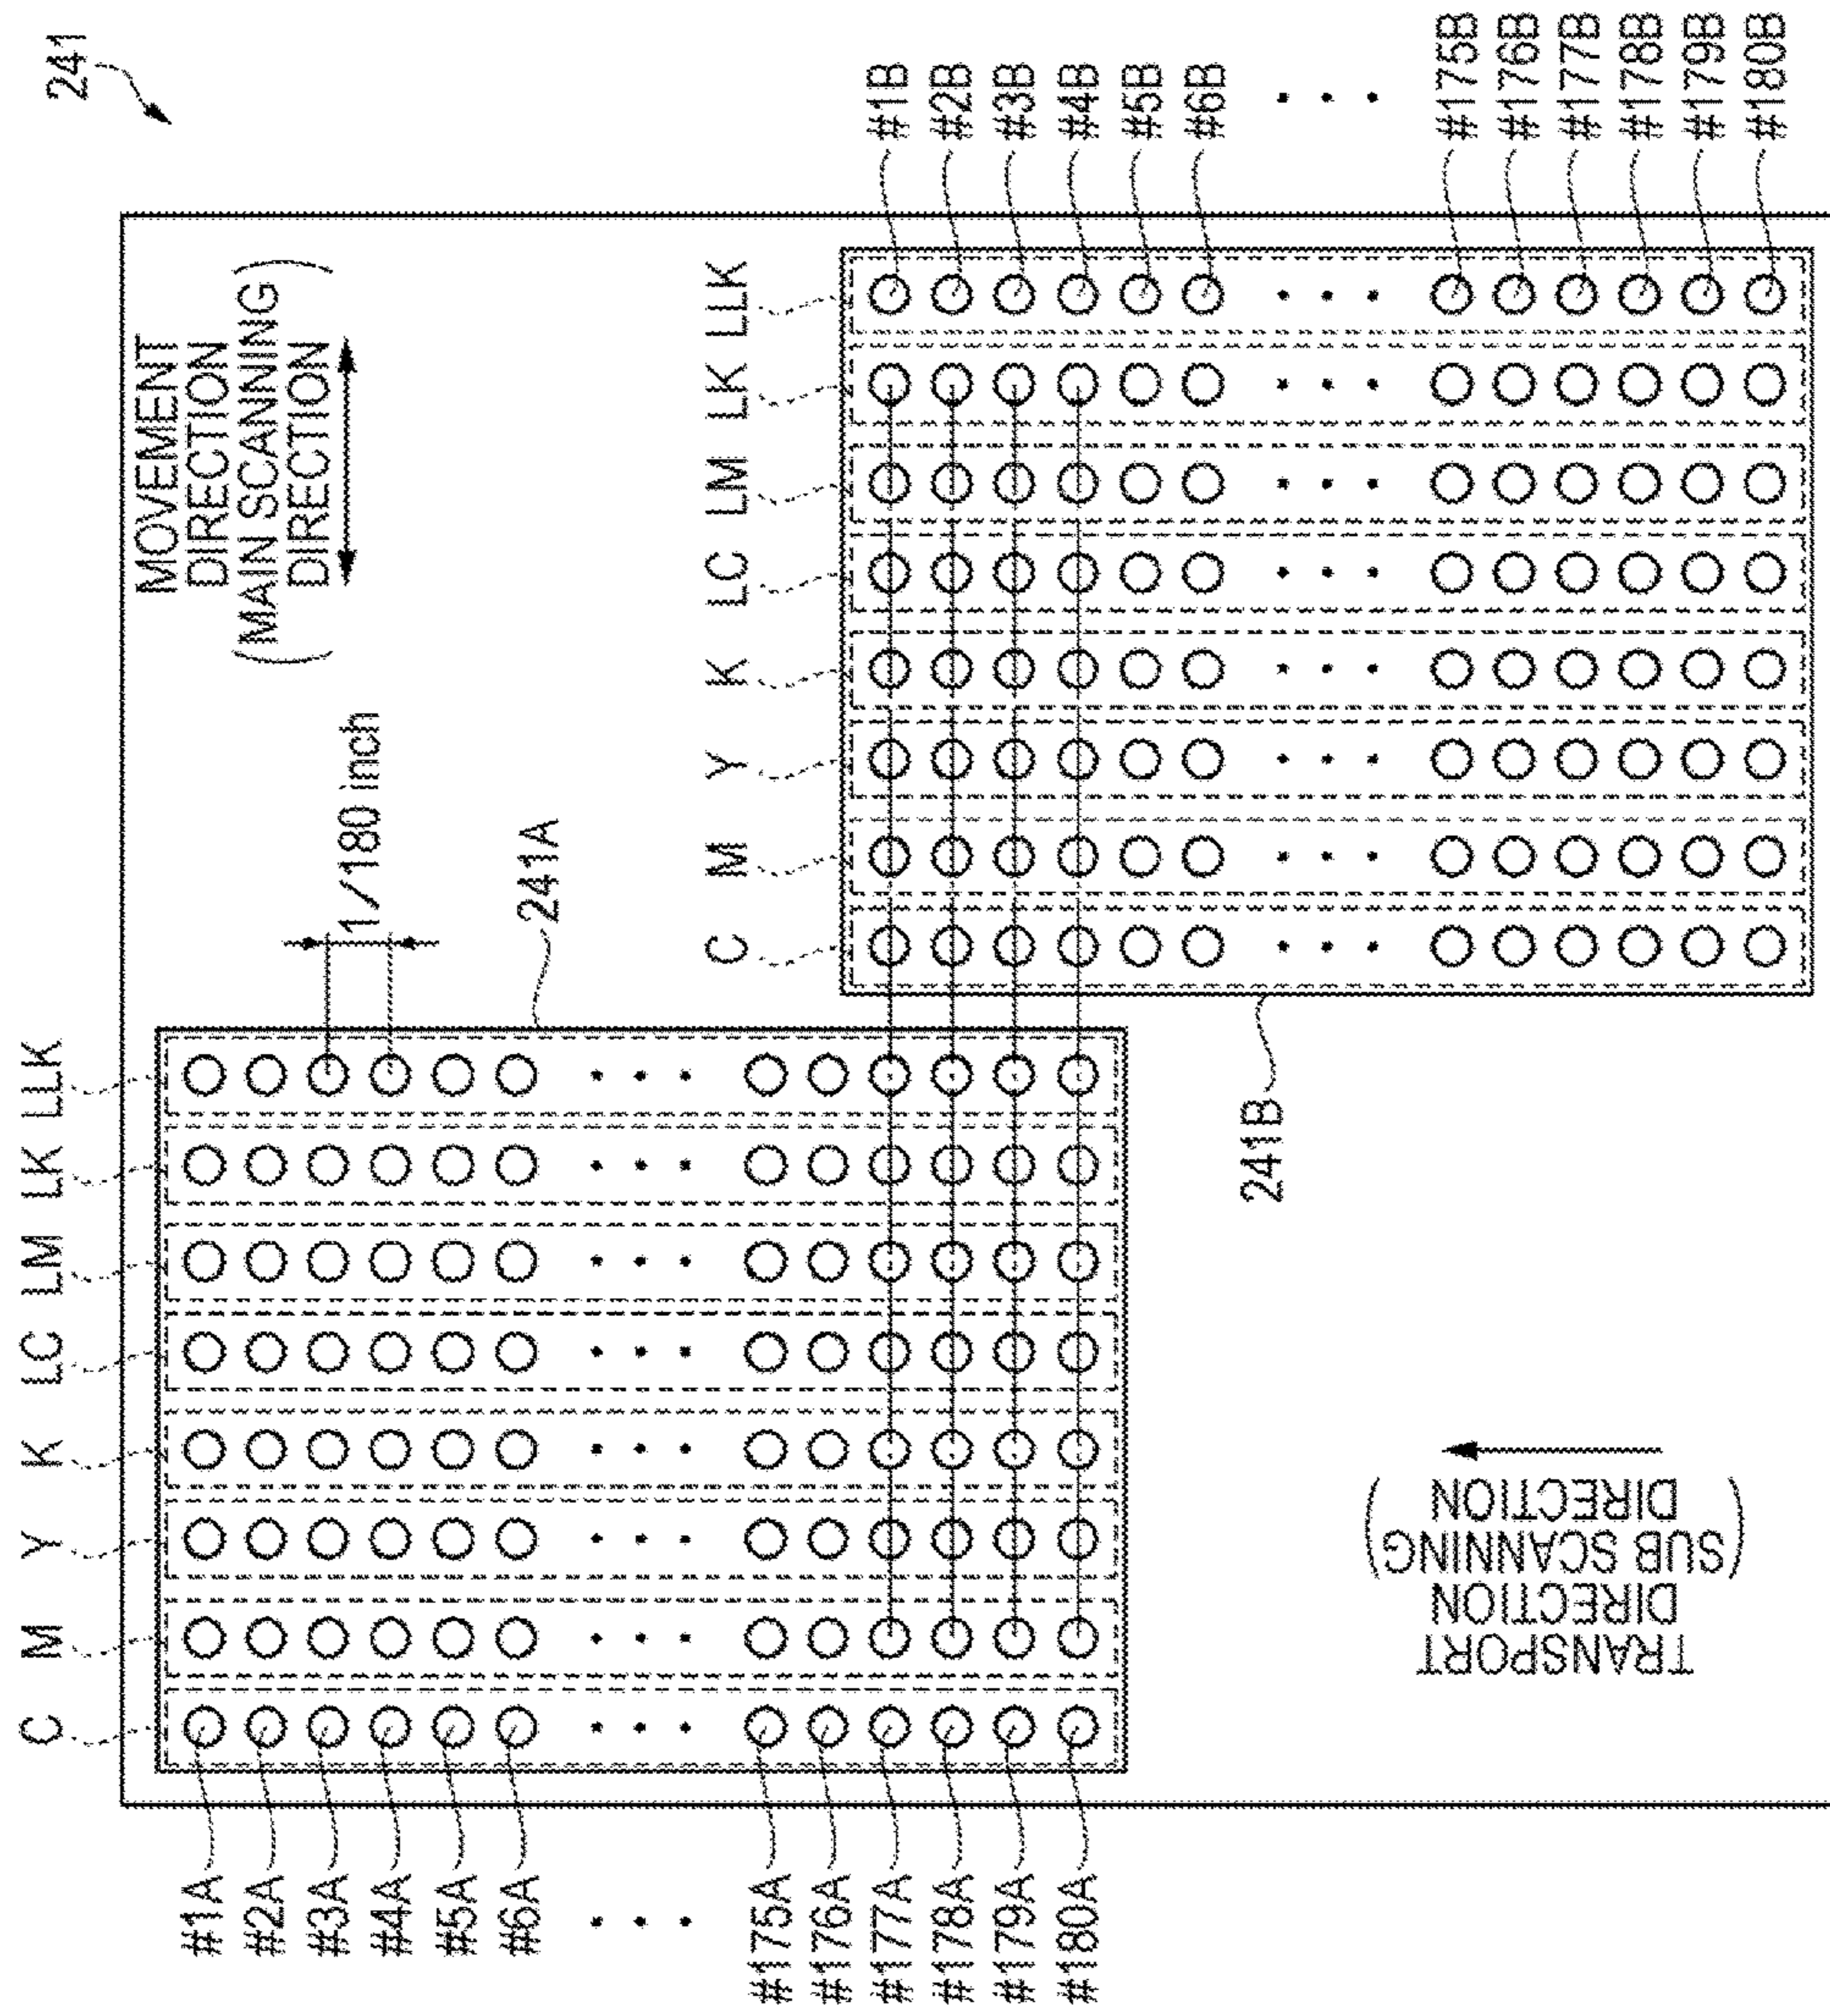 241
MOVEMENT
DIRECTION
(MAIN SCANNING)
DIRECTION
1/180 inch
241A
C M Y K LC LM LK LLK
#1A
#2A
#3A
#4A
#5A
#6A
#175A
#176A
#177A
#178A
#179A
#180A
C M Y K LC LM LK LLK
#1B
#2B
#3B
#4B
#5B
#6B
#175B
#176B
#177B
#178B
#179B
#180B
241B
TRANSPORT
DIRECTION
(SUB SCANNING)
DIRECTION